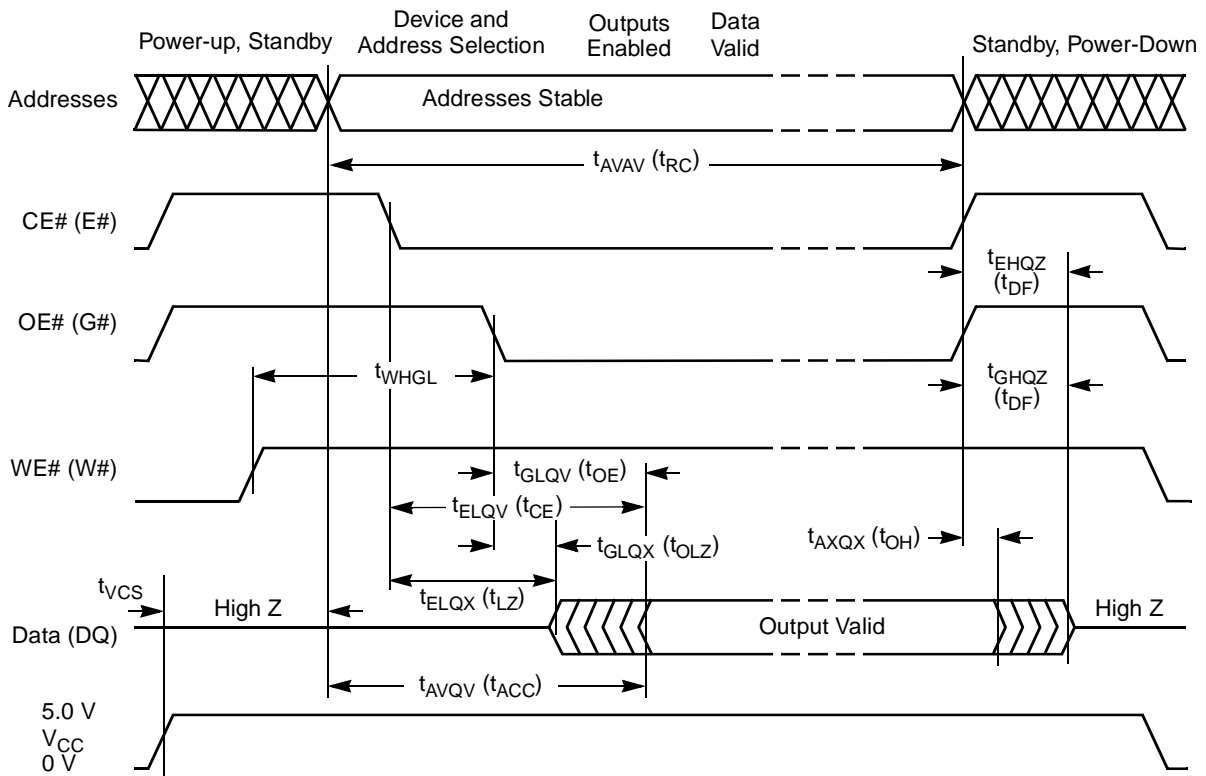 Device and
Address Selection
Outputs
Enabled
Data
Valid
Power-up, Standby
Standby, Power-Down
Addresses
Addresses Stable
tAVAV (tRC)
CE# (E#)
tEHQZ
(tDF)
OE# (G#)
tWHGL
tGHQZ
(tDF)
WE# (W#)
tGLQV (tOE)
tELQV (tCE)
tGLQX (tOLZ)
tAXQX (tOH)
tVCS
tELQX (tLZ)
High Z
High Z
Data (DQ)
Output Valid
tAVQV (tACC)
5.0 V
VCC
0 V